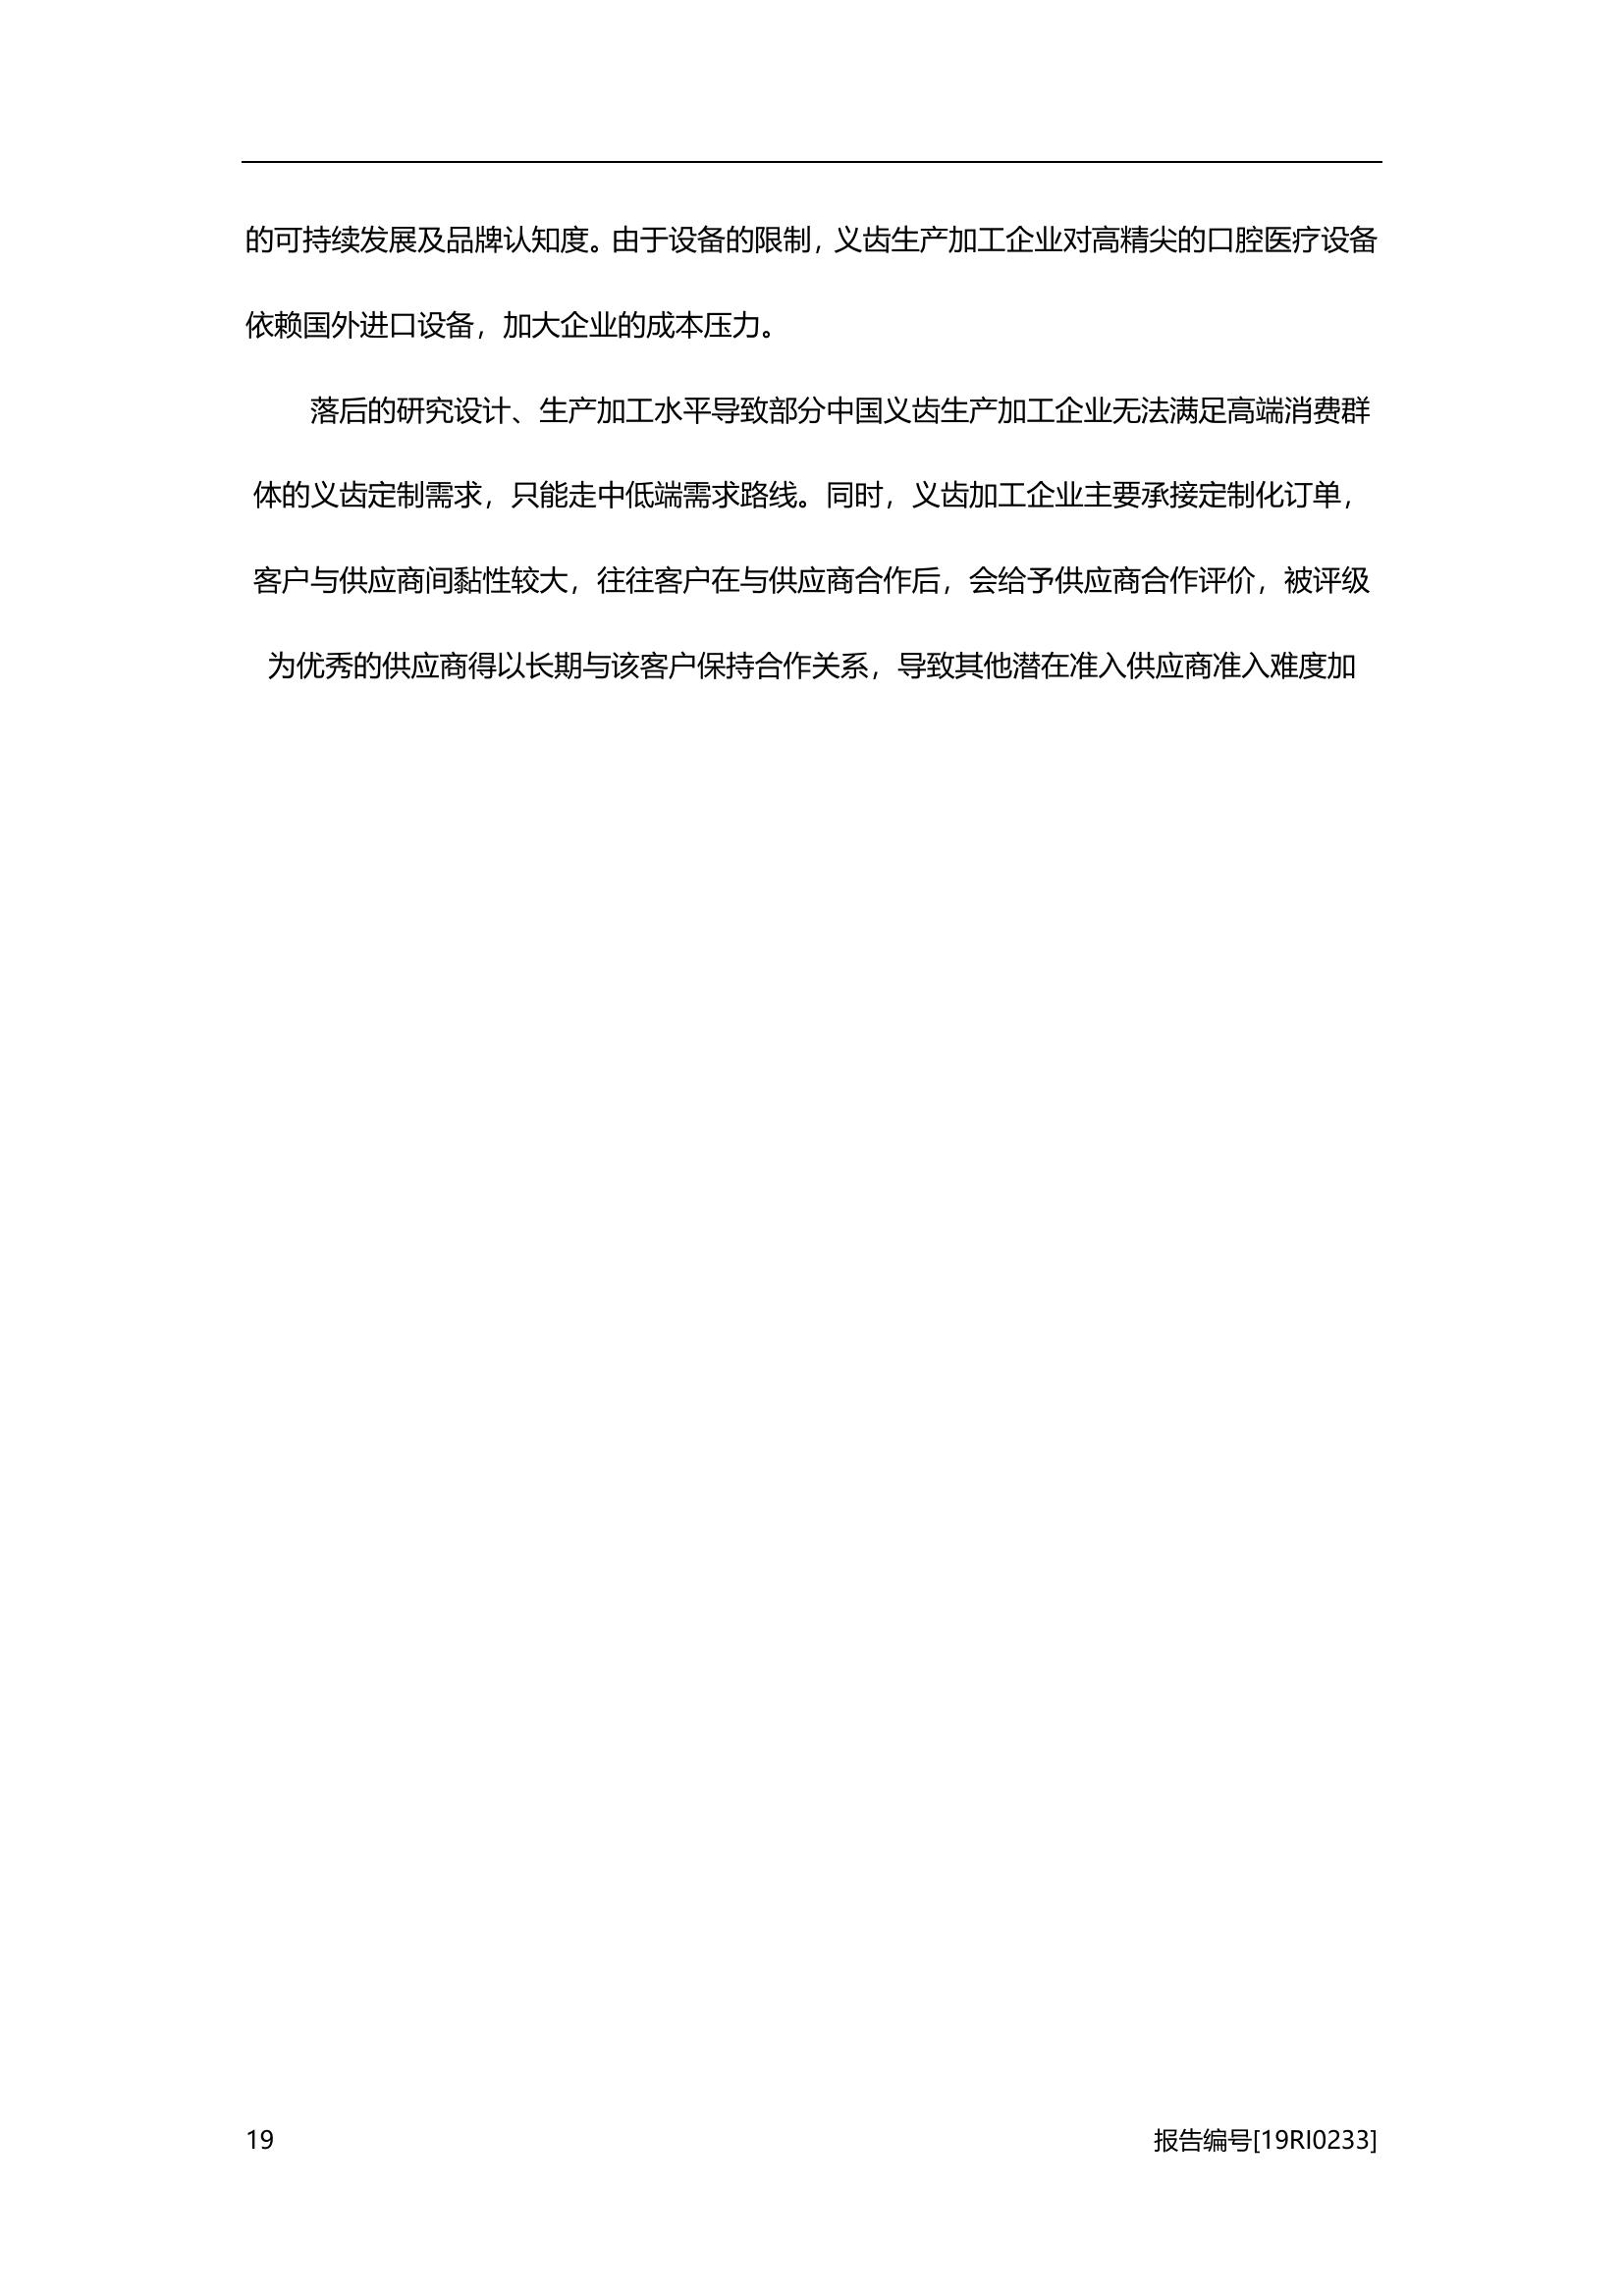 的可持续发展及品牌认知度。由于设备的限制，义齿生产加工企业对高精尖的口腔医疗设备
依赖国外进口设备，加大企业的成本压力。
落后的研究设计、生产加工水平导致部分中国义齿生产加工企业无法满足高端消费群
体的义齿定制需求，只能走中低端需求路线。同时，义齿加工企业主要承接定制化订单，
客户与供应商间黏性较大，往往客户在与供应商合作后，会给予供应商合作评价，被评级
为优秀的供应商得以长期与该客户保持合作关系，导致其他潜在准入供应商准入难度加
19
报告编号[19RI0233]